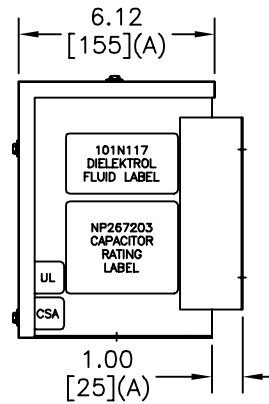 6.12
[155](A)
101N117
DIELEKTROL
FLUID LABEL
NP267203
CAPACITOR
RATING
LABEL
UL
CSA
1.00
[25](A)